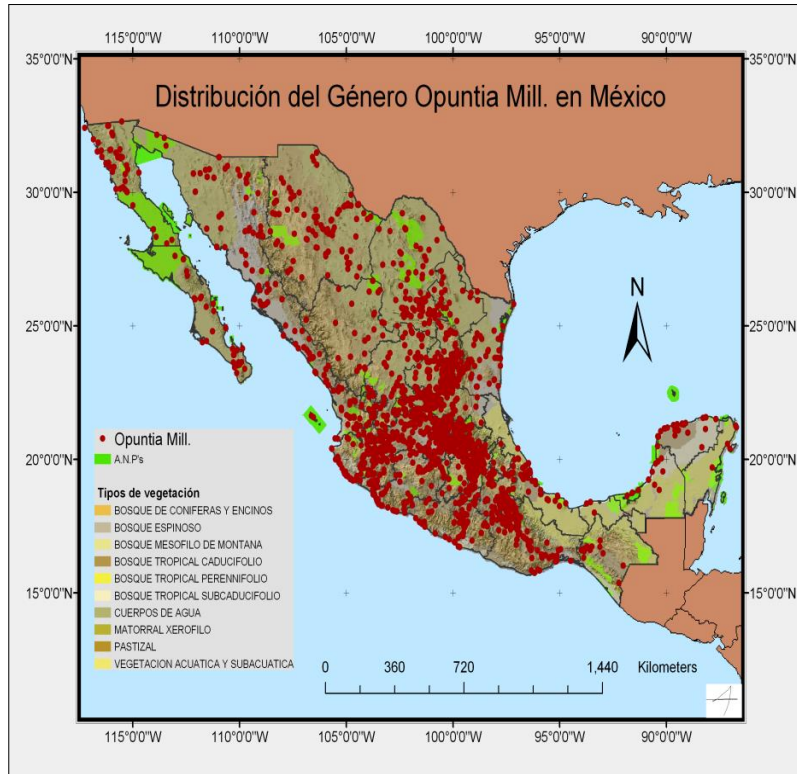 115°0'0"W 110°0'0"W 105°0'0"W 100°0'0"W 95°0'0"W 90°0'0"W
35°0'0"N 35°0'0"N
Distribución del Género Opuntia Mill. en México
30°0'0"N 30°0'0"N
N
25°0'0"N 25°0'0"N
20°0'0"N 20°0'0"N
15°0'0"N 15°0'0"N
Opuntia Mill.
A.N.P's
Tipos de vegetación
BOSQUE DE CONIFERAS Y ENCINOS
BOSQUE ESPINOSO
BOSQUE MESOFILO DE MONTANA
BOSQUE TROPICAL CADUCIFOLIO
BOSQUE TROPICAL PERENNIFOLIO
BOSQUE TROPICAL SUBCADUCIFOLIO
CUERPOS DE AGUA
MATORRAL XEROFILO
PASTIZAL
VEGETACION ACUATICA Y SUBACUATICA
0 360 720 1,440 Kilometers
115°0'0"W 110°0'0"W 105°0'0"W 100°0'0"W 95°0'0"W 90°0'0"W